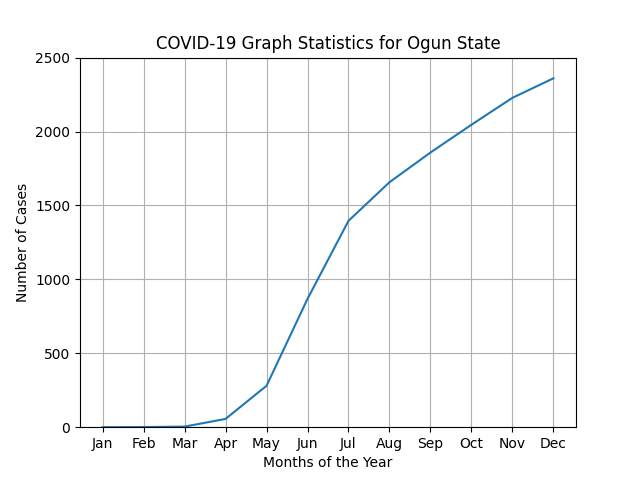 COVID-19 Graph Statistics for Ogun State
2500
2000
1500
1000
500
0
Number of Cases
Jan Feb Mar Apr May Jun Jul Aug Sep Oct Nov Dec
Months of the Year